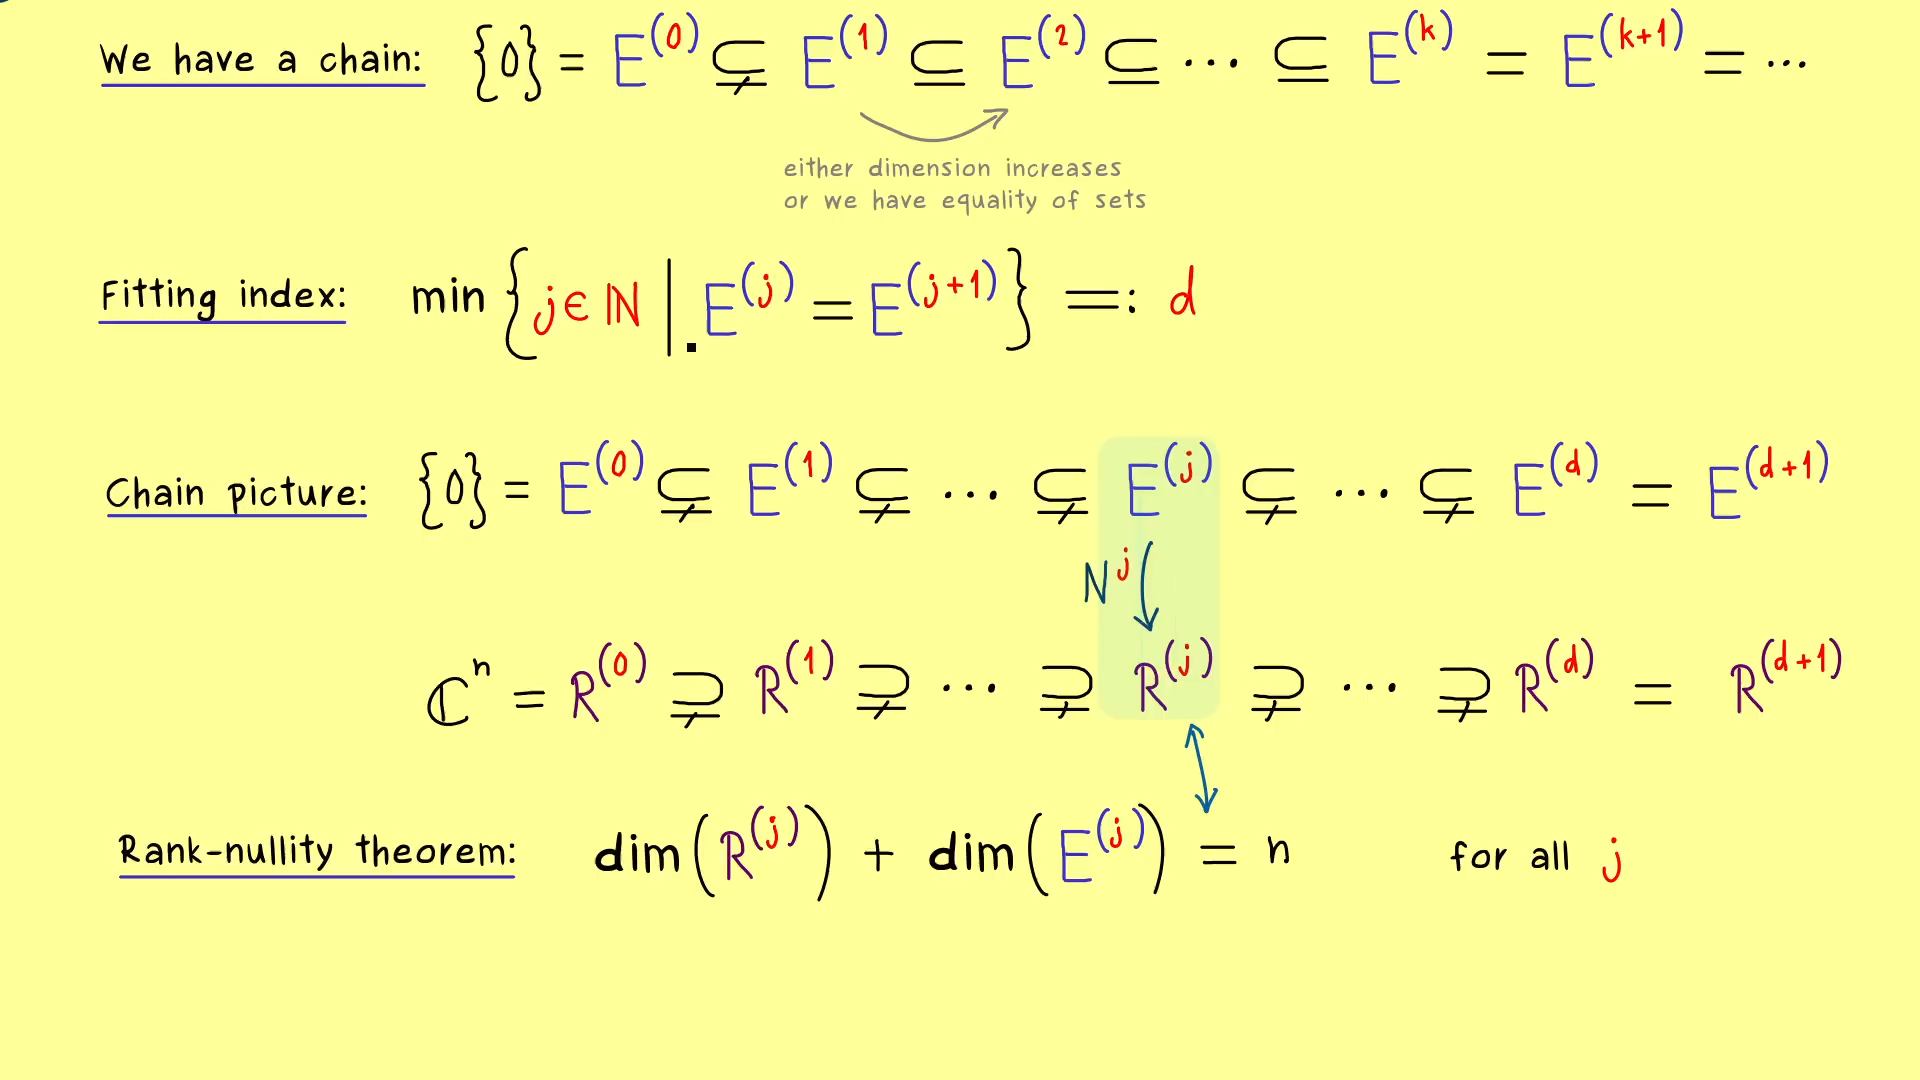 We have a chain: {0} = E^(0) ⊊ E^(1) ⊆ E^(2) ⊆ ⋯ ⊆ E^(k) = E^(k+1) = ⋯
either dimension increases
or we have equality of sets
Fitting index: min { j ∈ ℕ | E^(j) = E^(j+1) } =: d
Chain picture: {0} = E^(0) ⊊ E^(1) ⊊ ⋯ ⊊ E^(j) ⊊ ⋯ ⊊ E^(d) = E^(d+1)
N^j
ℂ^n = R^(0) ⊋ R^(1) ⊋ ⋯ ⊋ R^(j) ⊋ ⋯ ⊋ R^(d) = R^(d+1)
Rank-nullity theorem: dim(R^(j)) + dim(E^(j)) = n for all j